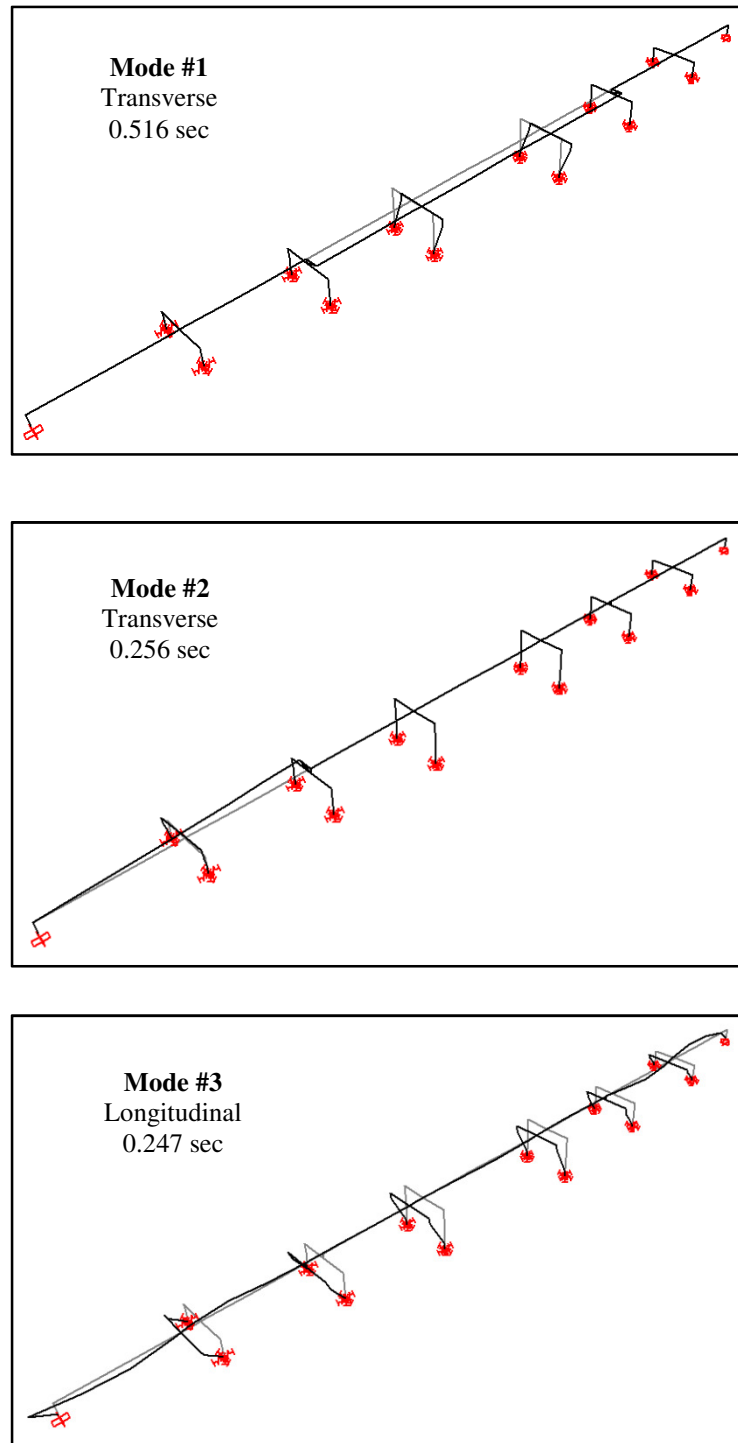 Mode #1
Transverse
0.516 sec
Mode #2
Transverse
0.256 sec
Mode #3
Longitudinal
0.247 sec